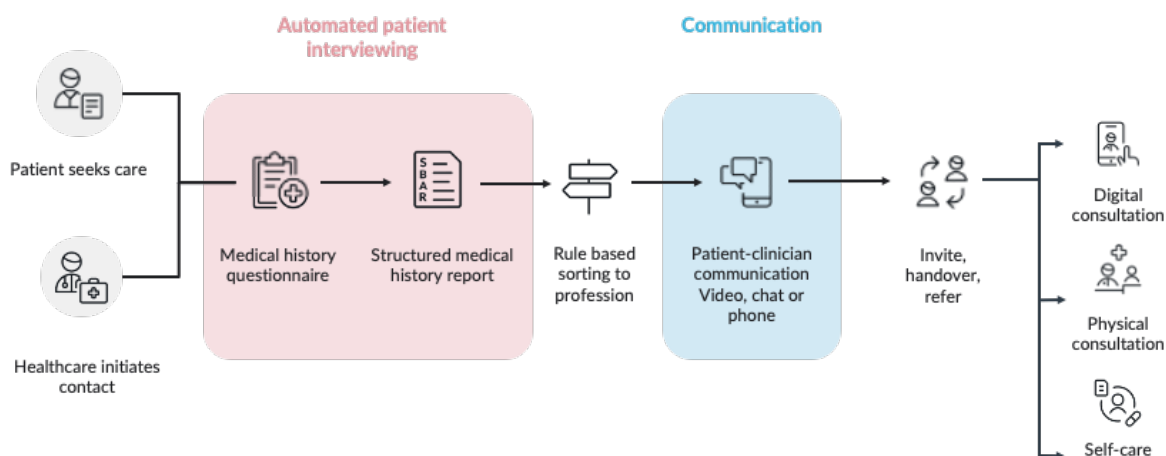 Automated patient
interviewing
Communication
Patient seeks care
Healthcare initiates
contact
Medical history
questionnaire
S
B
A
R
Structured medical
history report
Rule based
sorting to
profession
Patient-clinician
communication
Video, chat or
phone
Invite,
handover,
refer
Digital
consultation
Physical
consultation
Self-care